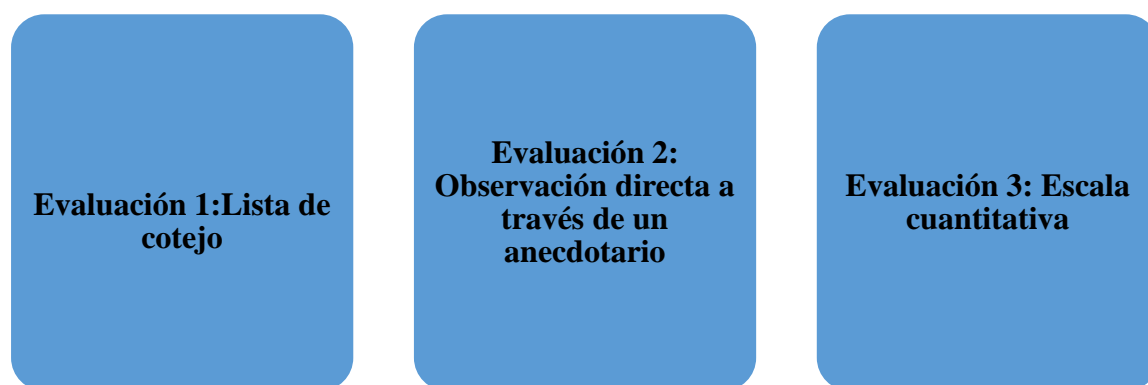 Evaluación 1:Lista de
cotejo
Evaluación 2:
Observación directa a
través de un
anecdotario
Evaluación 3: Escala
cuantitativa